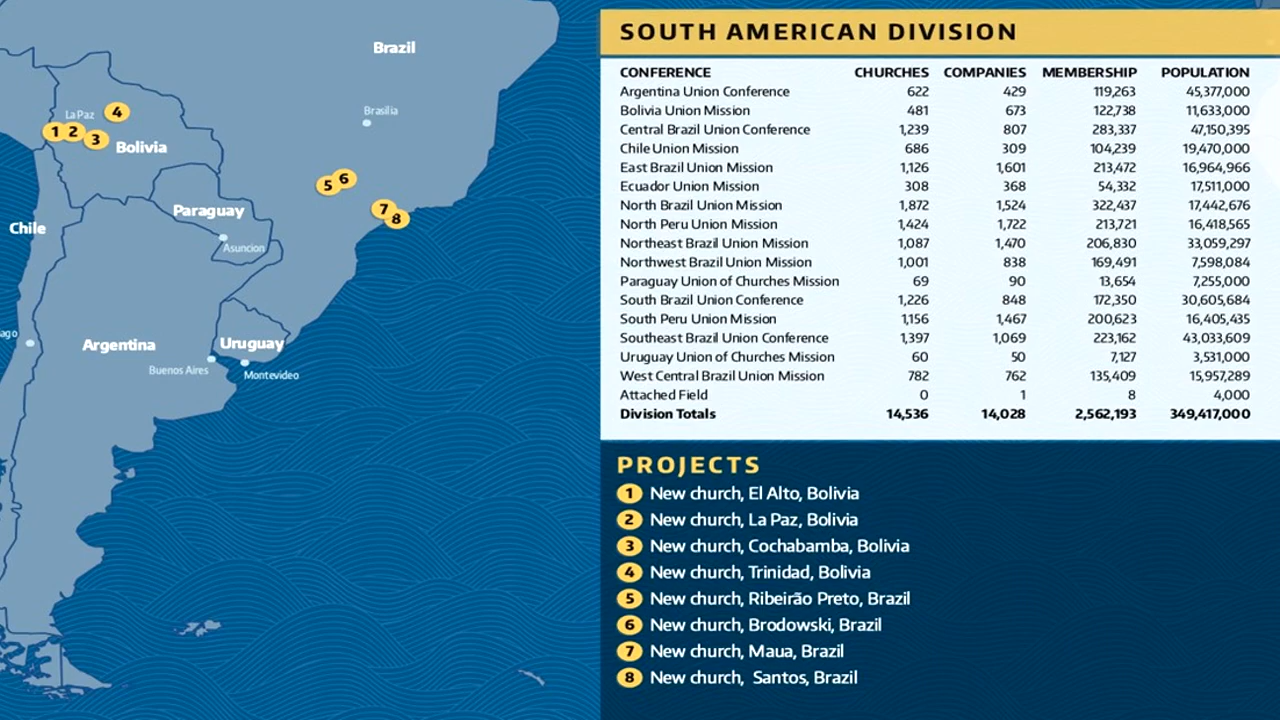 Brazil
Brasília
La Paz
4
1 2
3
Bolivia
5 6
7
8
Paraguay
Asuncion
Chile
ago
Argentina
Uruguay
Buenos Aires
Montevideo
SOUTH AMERICAN DIVISION
CONFERENCE CHURCHES COMPANIES MEMBERSHIP POPULATION
Argentina Union Conference 622 429 119,263 45,377,000
Bolivia Union Mission 481 673 122,738 11,633,000
Central Brazil Union Conference 1,239 807 283,337 47,150,395
Chile Union Mission 686 309 104,239 19,470,000
East Brazil Union Mission 1,126 1,601 213,472 16,964,966
Ecuador Union Mission 308 368 54,332 17,511,000
North Brazil Union Mission 1,872 1,524 322,437 17,442,676
North Peru Union Mission 1,424 1,722 213,721 16,418,565
Northeast Brazil Union Mission 1,087 1,470 206,830 33,059,297
Northwest Brazil Union Mission 1,001 838 169,491 7,598,084
Paraguay Union of Churches Mission 69 90 13,654 7,255,000
South Brazil Union Conference 1,226 848 172,350 30,605,684
South Peru Union Mission 1,156 1,467 200,623 16,405,435
Southeast Brazil Union Conference 1,397 1,069 223,162 43,033,609
Uruguay Union of Churches Mission 60 50 7,127 3,531,000
West Central Brazil Union Mission 782 762 135,409 15,957,289
Attached Field 0 1 8 4,000
Division Totals 14,536 14,028 2,562,193 349,417,000
PROJECTS
1 New church, El Alto, Bolivia
2 New church, La Paz, Bolivia
3 New church, Cochabamba, Bolivia
4 New church, Trinidad, Bolivia
5 New church, Ribeirão Preto, Brazil
6 New church, Brodowski, Brazil
7 New church, Maua, Brazil
8 New church, Santos, Brazil